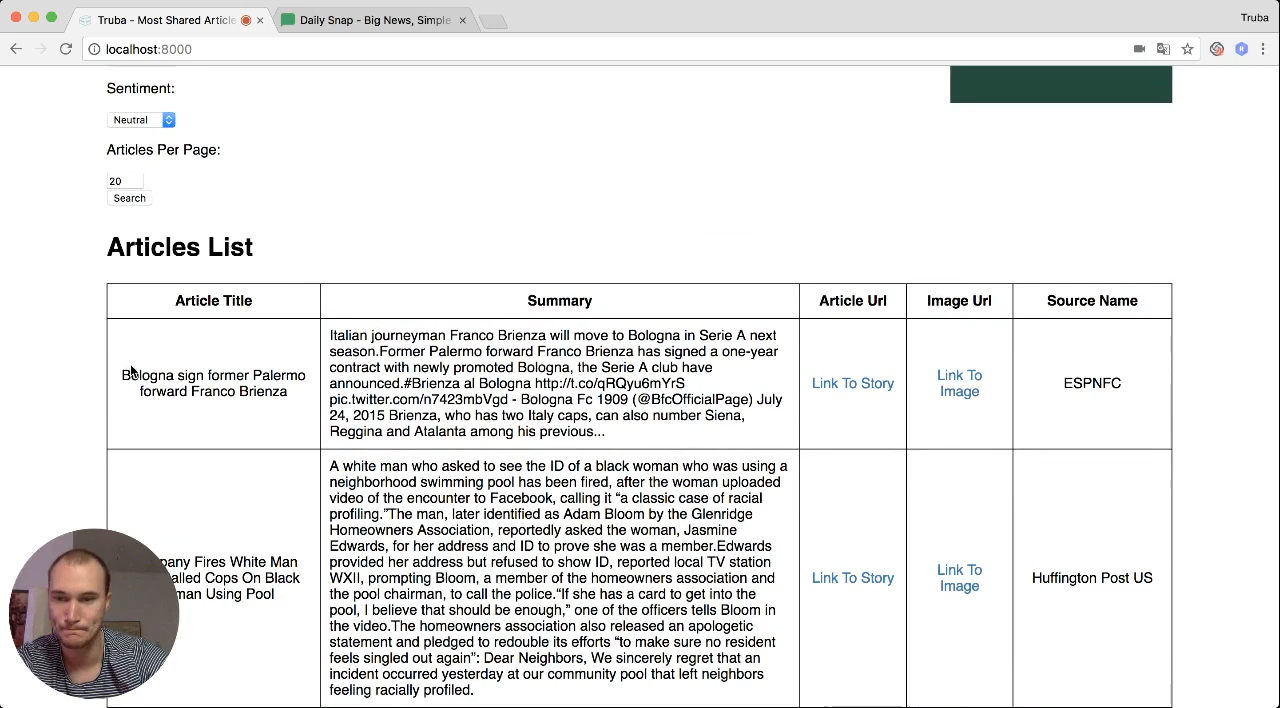 Truba - Most Shared Article
Daily Snap - Big News, Simple
Truba
localhost:8000
Sentiment:
Neutral
Articles Per Page:
20
Search
Articles List
Article Title
Summary
Article Url
Image Url
Source Name
Bologna sign former Palermo
forward Franco Brienza
Italian journeyman Franco Brienza will move to Bologna in Serie A next
season.Former Palermo forward Franco Brienza has signed a one-year
contract with newly promoted Bologna, the Serie A club have
announced.#Brienza al Bologna http://t.co/qRQyu6mYrS
pic.twitter.com/n7423mbVgd - Bologna Fc 1909 (@BfcOfficialPage) July
24, 2015 Brienza, who has two Italy caps, can also number Siena,
Reggina and Atalanta among his previous...
Link To Story
Link To
Image
ESPNFC
pany Fires White Man
alled Cops On Black
man Using Pool
A white man who asked to see the ID of a black woman who was using a
neighborhood swimming pool has been fired, after the woman uploaded
video of the encounter to Facebook, calling it “a classic case of racial
profiling.”The man, later identified as Adam Bloom by the Glenridge
Homeowners Association, reportedly asked the woman, Jasmine
Edwards, for her address and ID to prove she was a member.Edwards
provided her address but refused to show ID, reported local TV station
WXII, prompting Bloom, a member of the homeowners association and
the pool chairman, to call the police.“If she has a card to get into the
pool, I believe that should be enough,” one of the officers tells Bloom in
the video.The homeowners association also released an apologetic
statement and pledged to redouble its efforts “to make sure no resident
feels singled out again”: Dear Neighbors, We sincerely regret that an
incident occurred yesterday at our community pool that left neighbors
feeling racially profiled.
Link To Story
Link To
Image
Huffington Post US